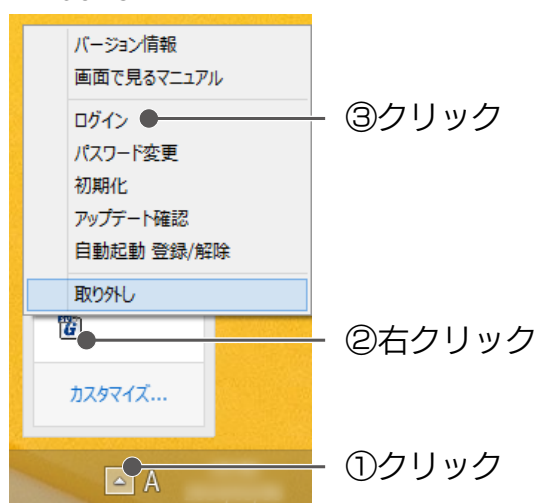 バージョン情報
画面で見るマニュアル
ログイン
③クリック
パスワード変更
初期化
アップデート確認
自動起動 登録/解除
取り外し
G
②右クリック
カスタマイズ...
①クリック
A